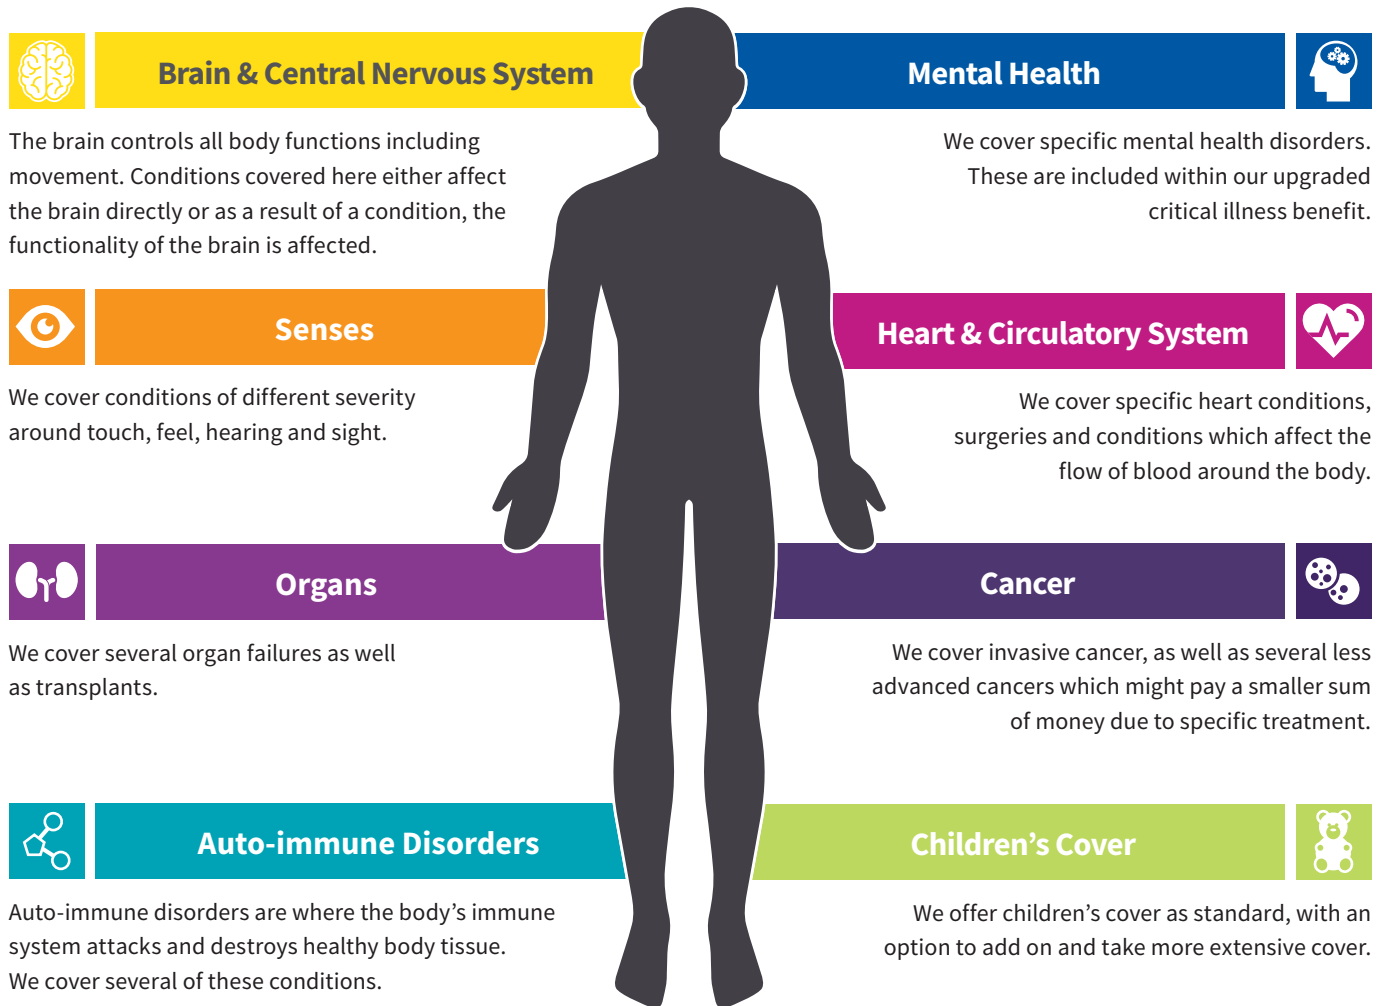 Brain & Central Nervous System
The brain controls all body functions including
movement. Conditions covered here either affect
the brain directly or as a result of a condition, the
functionality of the brain is affected.
Mental Health
We cover specific mental health disorders.
These are included within our upgraded
critical illness benefit.
Senses
We cover conditions of different severity
around touch, feel, hearing and sight.
Heart & Circulatory System
We cover specific heart conditions,
surgeries and conditions which affect the
flow of blood around the body.
Organs
We cover several organ failures as well
as transplants.
Cancer
We cover invasive cancer, as well as several less
advanced cancers which might pay a smaller sum
of money due to specific treatment.
Auto-immune Disorders
Auto-immune disorders are where the body’s immune
system attacks and destroys healthy body tissue.
We cover several of these conditions.
Children’s Cover
We offer children’s cover as standard, with an
option to add on and take more extensive cover.